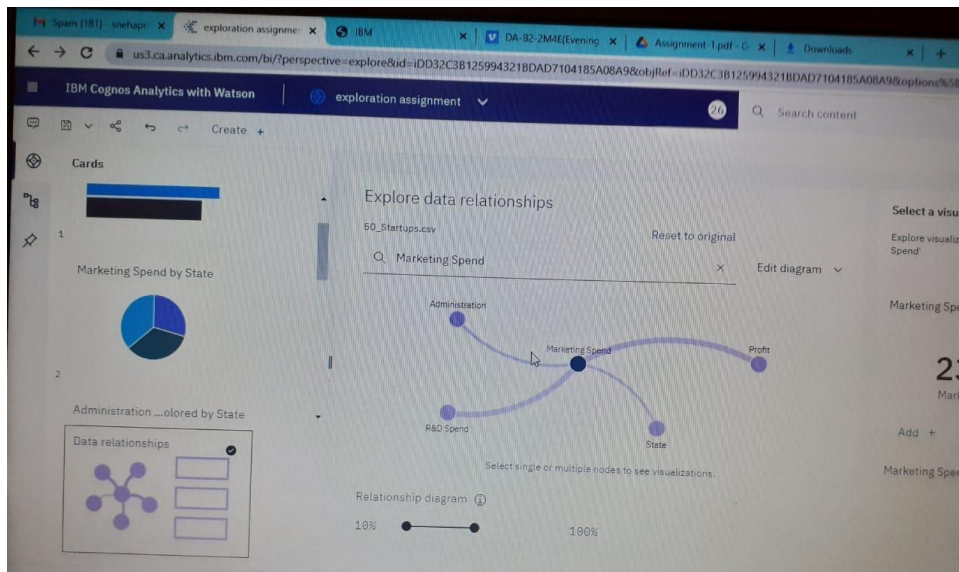 Spam (181) - snehapr
exploration assignme
IBM
DA-B2-2M4E(Evening
Assignment-1.pdf - G
Downloads
us3.ca.analytics.ibm.com/bi/?perspective=explore&id=iDD32C3B125994321BDAD7104185A08A9&objRef=iDD32C3B125994321BDAD7104185A08A9&options%5B
IBM Cognos Analytics with Watson
exploration assignment
26
Search content
Create +
Cards
1
Marketing Spend by State
2
Administration ...olored by State
Data relationships
Explore data relationships
50_Startups.csv
Reset to original
Marketing Spend
Edit diagram
Administration
Marketing Spend
Profit
R&D Spend
State
Select single or multiple nodes to see visualizations.
Relationship diagram
10%
100%
Select a visu
Explore visualiz
Spend'
Marketing Spe
23
Mar
Add +
Marketing Spe